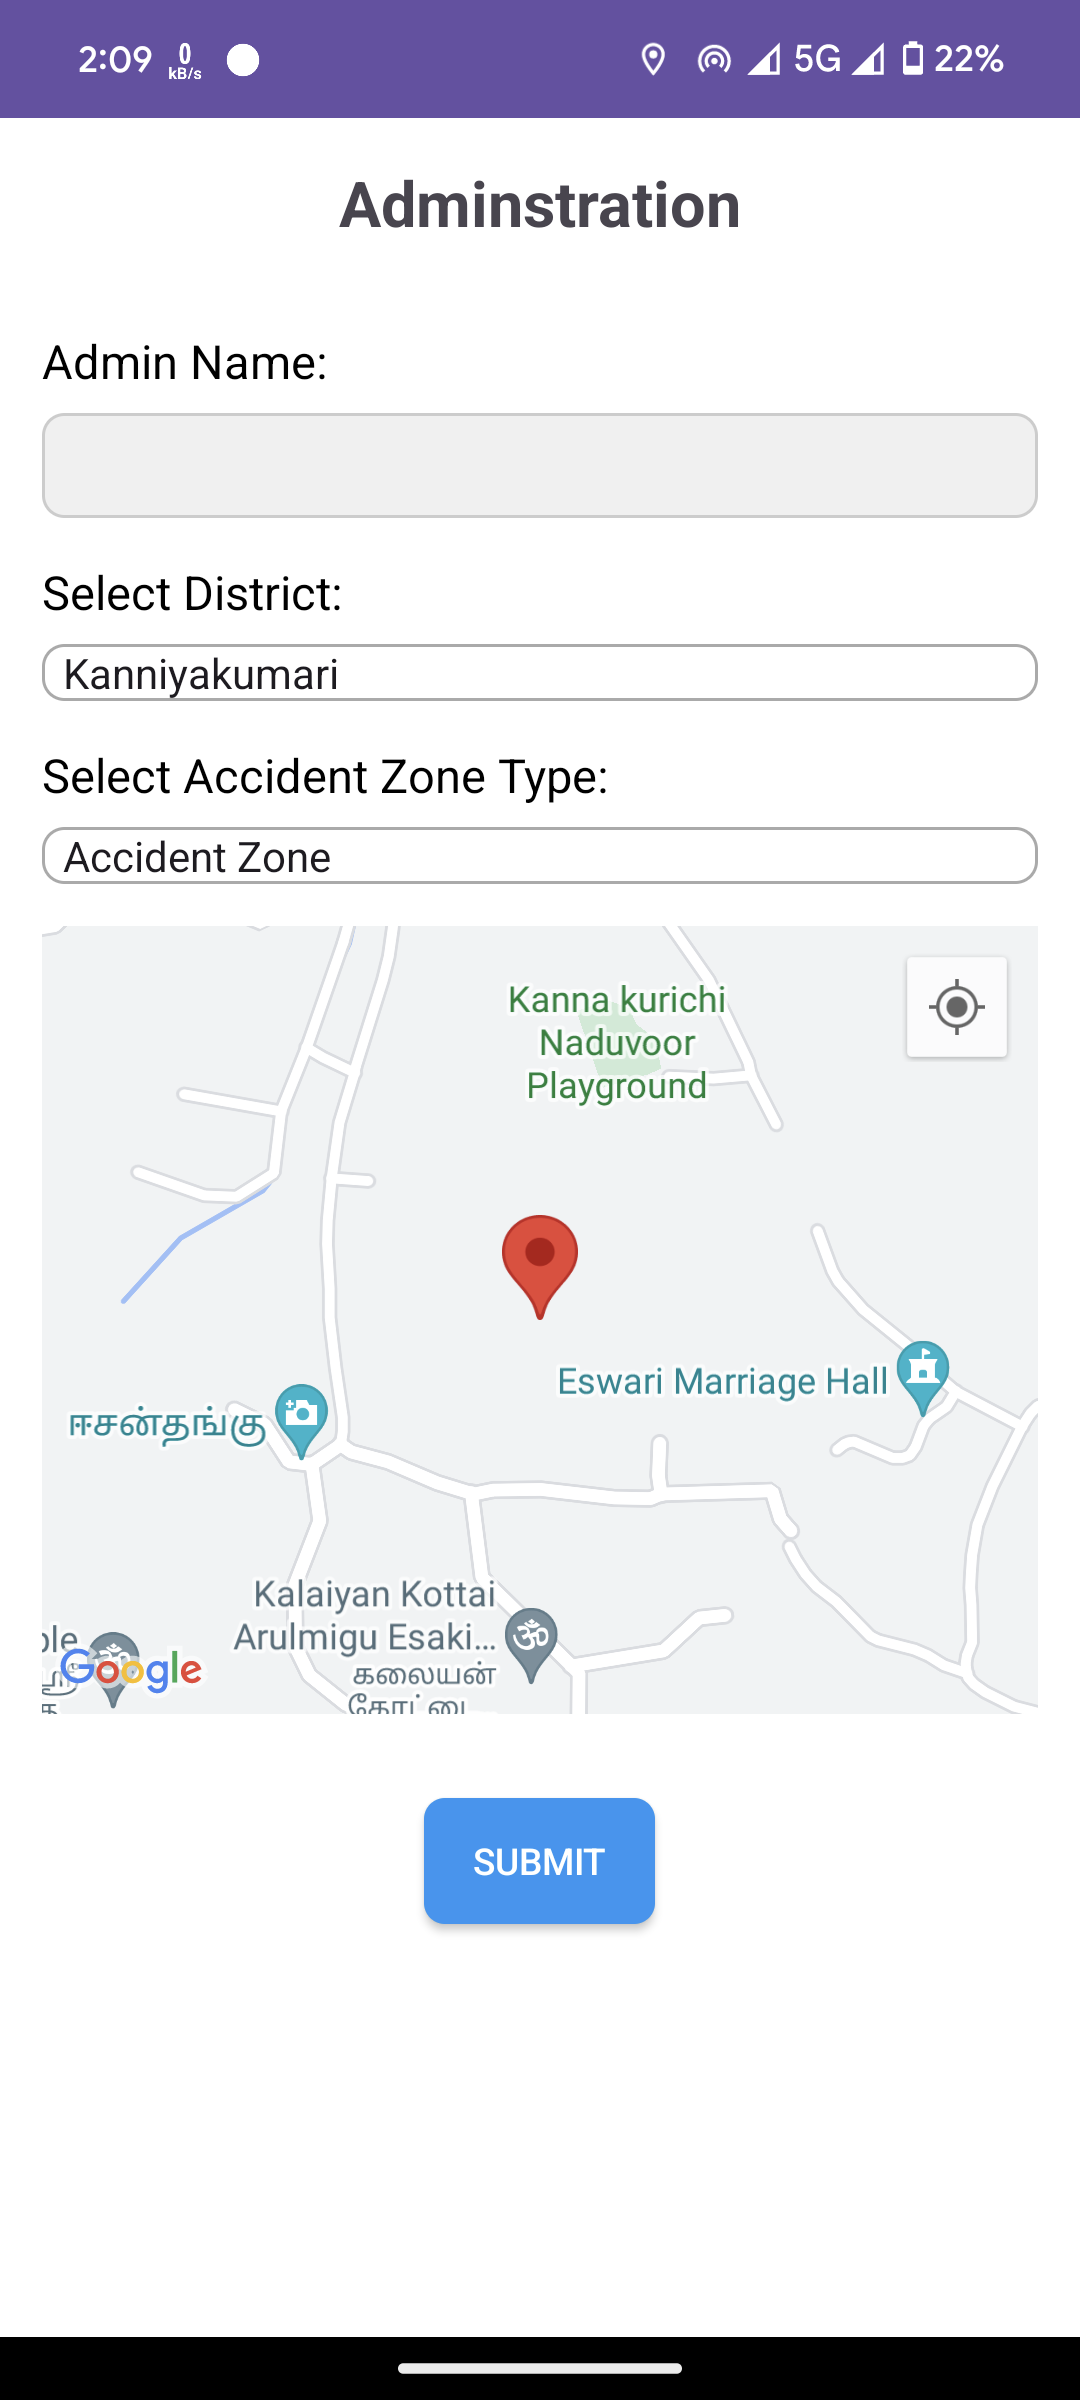 2:09 0 kB/s 5G 22%
Adminstration
Admin Name:
Select District:
Kanniyakumari
Select Accident Zone Type:
Accident Zone
Kanna kurichi
Naduvoor
Playground
Eswari Marriage Hall
ஈசன்தங்கு
Kalaiyan Kottai
Arulmigu Esaki...
கலையன்
ple
Google
SUBMIT